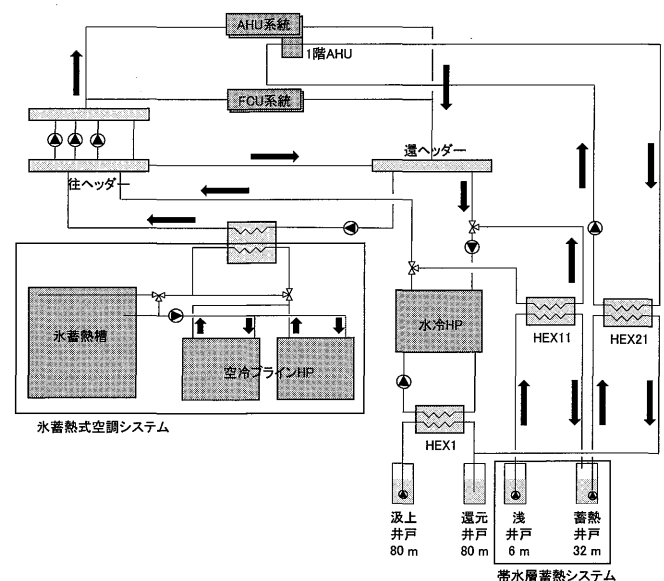 AHU系統
1階AHU
FCU系統
往ヘッダー
還ヘッダー
氷蓄熱槽
空冷ブラインHP
氷蓄熱式空調システム
水冷HP
HEX11
HEX21
HEX1
汲上
井戸
80 m
還元
井戸
80 m
浅
井戸
6 m
蓄熱
井戸
32 m
帯水層蓄熱システム